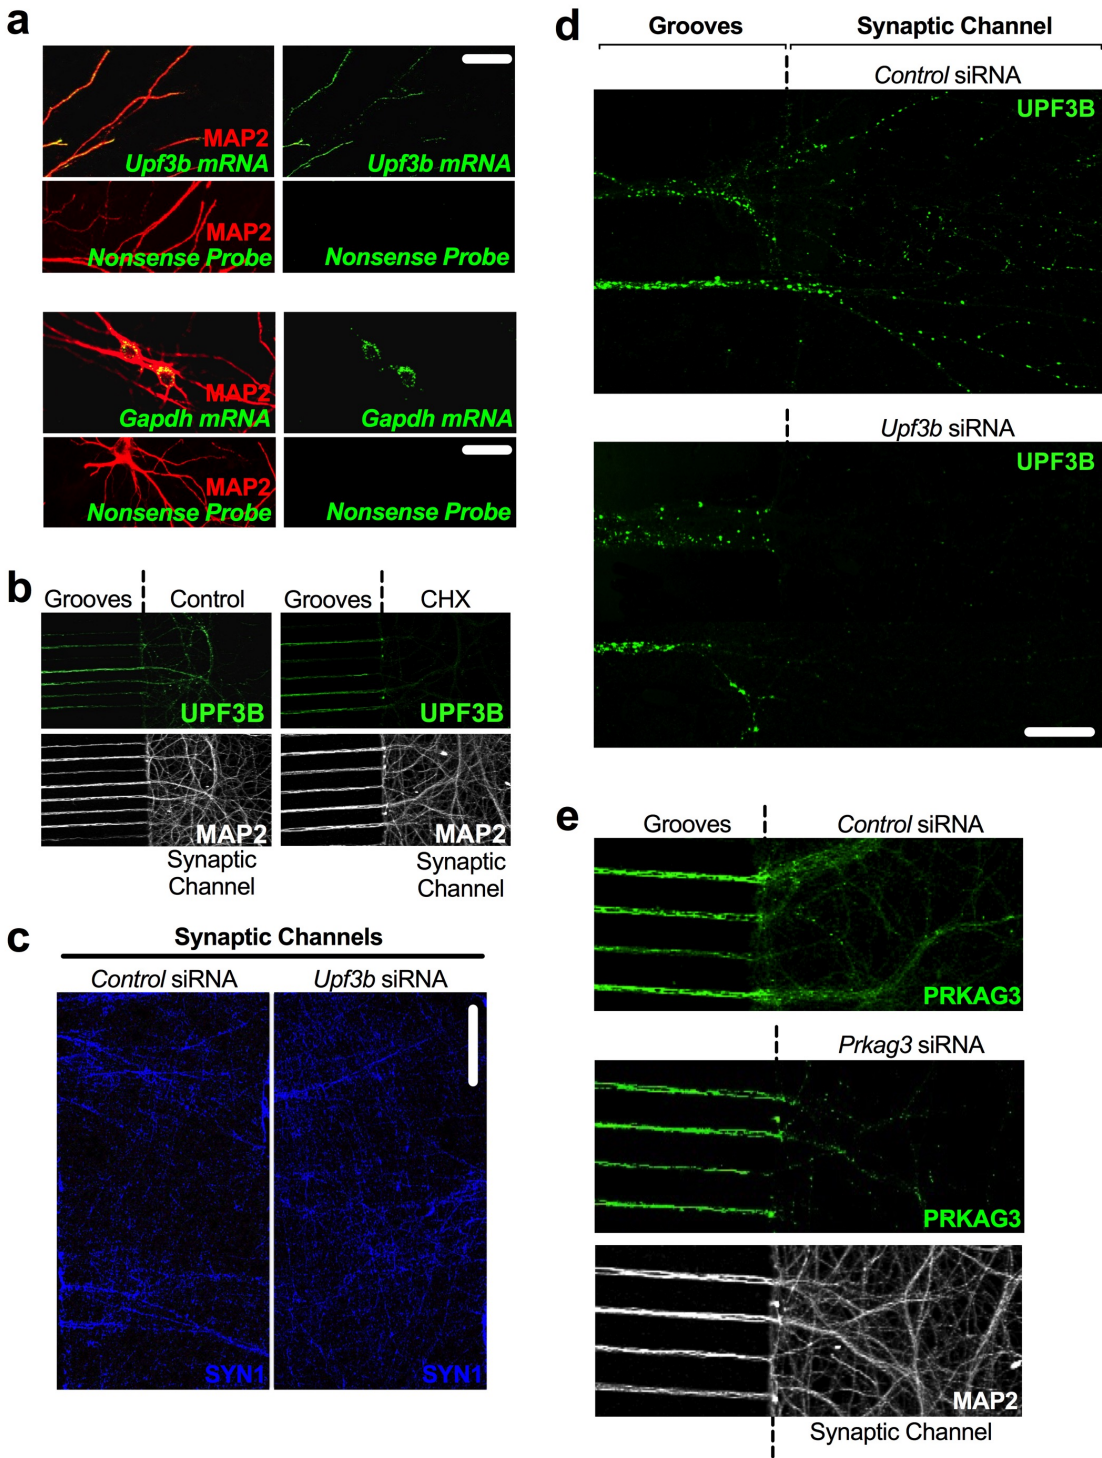 a
MAP2
Upf3b mRNA
Upf3b mRNA
MAP2
Nonsense Probe
Nonsense Probe
MAP2
Gapdh mRNA
Gapdh mRNA
MAP2
Nonsense Probe
Nonsense Probe
b
Grooves Control
Grooves CHX
UPF3B
UPF3B
MAP2
MAP2
Synaptic
Channel
Synaptic
Channel
c
Synaptic Channels
Control siRNA
Upf3b siRNA
SYN1
SYN1
d
Grooves Synaptic Channel
Control siRNA
UPF3B
Upf3b siRNA
UPF3B
e
Grooves Control siRNA
PRKAG3
Prkag3 siRNA
PRKAG3
MAP2
Synaptic Channel